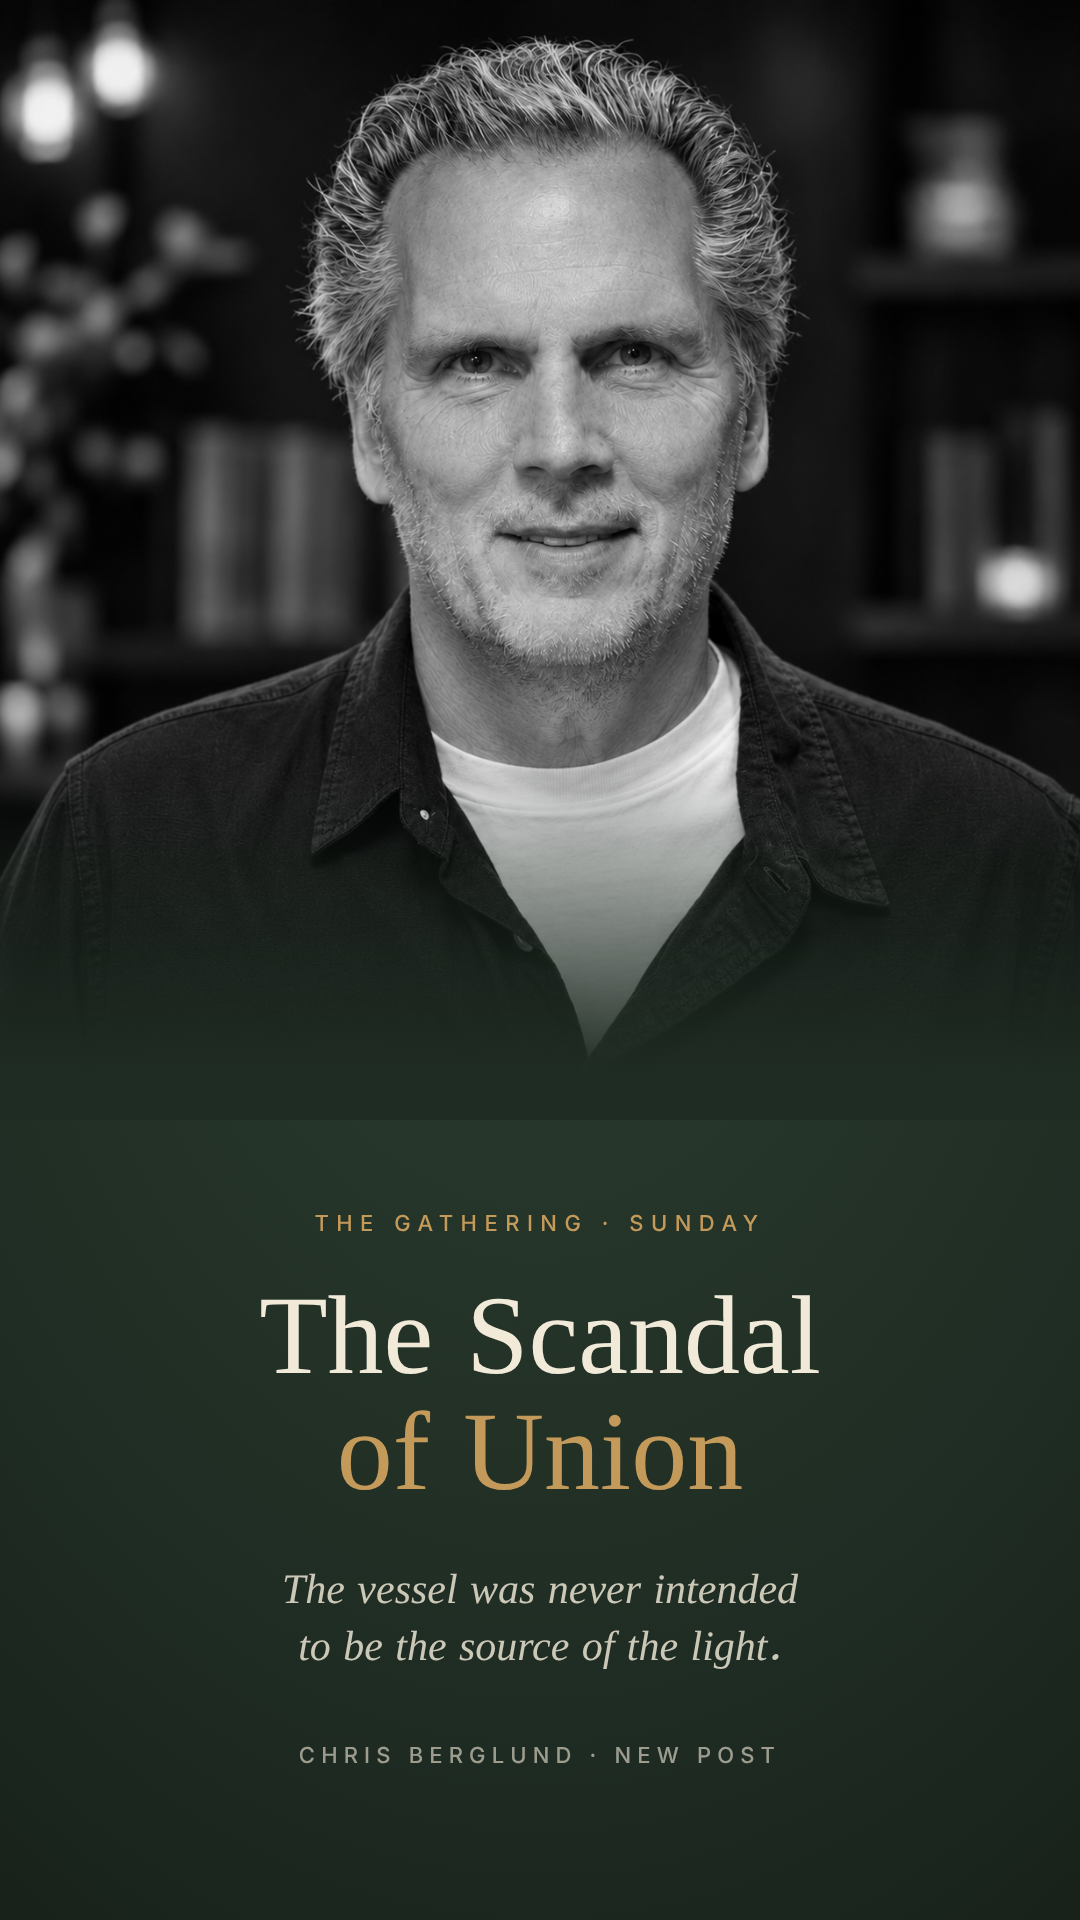 THE GATHERING · SUNDAY
The Scandal
of Union
The vessel was never intended
to be the source of the light.
CHRIS BERGLUND · NEW POST